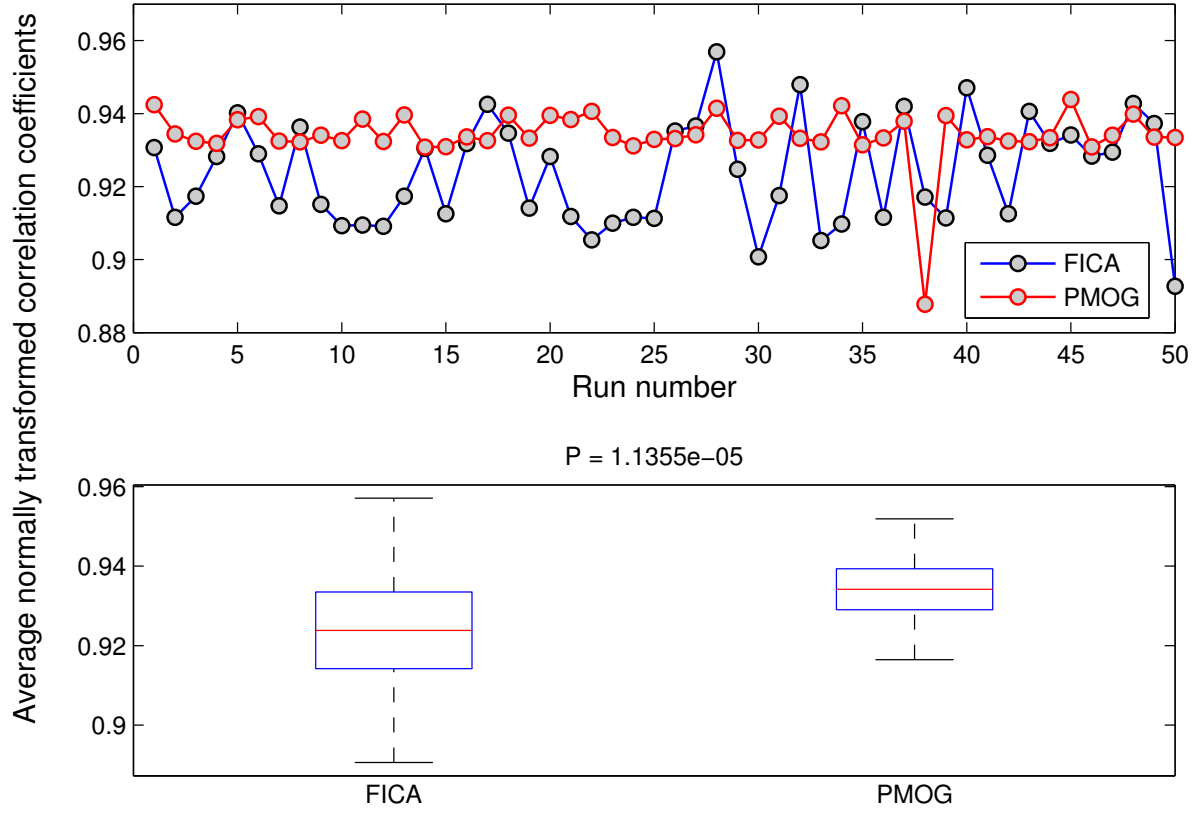 Average normally transformed correlation coefficients
0.96
0.94
0.92
0.9
0.88
0 5 10 15 20 25 30 35 40 45 50
Run number
FICA
PMOG
P = 1.1355e−05
0.96
0.94
0.92
0.9
FICA PMOG